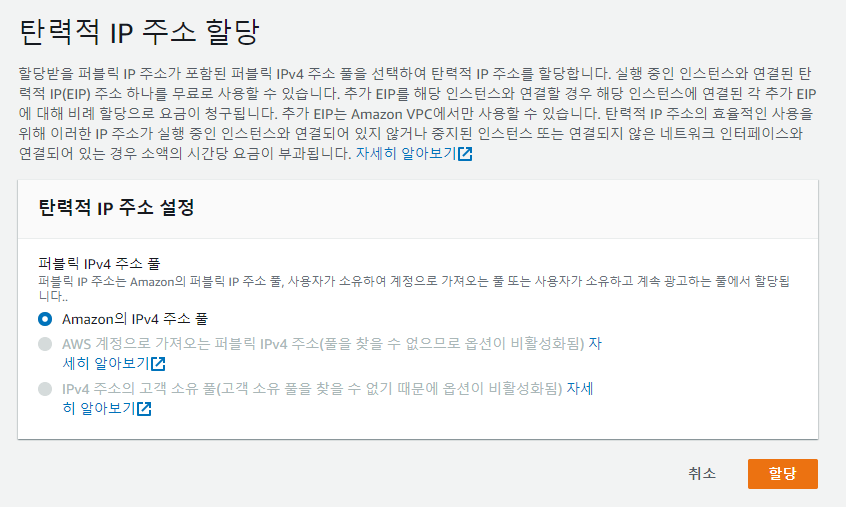 탄력적 IP 주소 할당
할당받을 퍼블릭 IP 주소가 포함된 퍼블릭 IPv4 주소 풀을 선택하여 탄력적 IP 주소를 할당합니다. 실행 중인 인스턴스와 연결된 탄
력적 IP(EIP) 주소 하나를 무료로 사용할 수 있습니다. 추가 EIP를 해당 인스턴스와 연결할 경우 해당 인스턴스에 연결된 각 추가 EIP
에 대해 비례 할당으로 요금이 청구됩니다. 추가 EIP는 Amazon VPC에서만 사용할 수 있습니다. 탄력적 IP 주소의 효율적인 사용을
위해 이러한 IP 주소가 실행 중인 인스턴스와 연결되어 있지 않거나 중지된 인스턴스 또는 연결되지 않은 네트워크 인터페이스와
연결되어 있는 경우 소액의 시간당 요금이 부과됩니다. 자세히 알아보기
탄력적 IP 주소 설정
퍼블릭 IPv4 주소 풀
퍼블릭 IP 주소는 Amazon의 퍼블릭 IP 주소 풀, 사용자가 소유하여 계정으로 가져오는 풀 또는 사용자가 소유하고 계속 광고하는 풀에서 할당됩
니다..
Amazon의 IPv4 주소 풀
AWS 계정으로 가져오는 퍼블릭 IPv4 주소(풀을 찾을 수 없으므로 옵션이 비활성화됨) 자
세히 알아보기
IPv4 주소의 고객 소유 풀(고객 소유 풀을 찾을 수 없기 때문에 옵션이 비활성화됨) 자세
히 알아보기
취소
할당